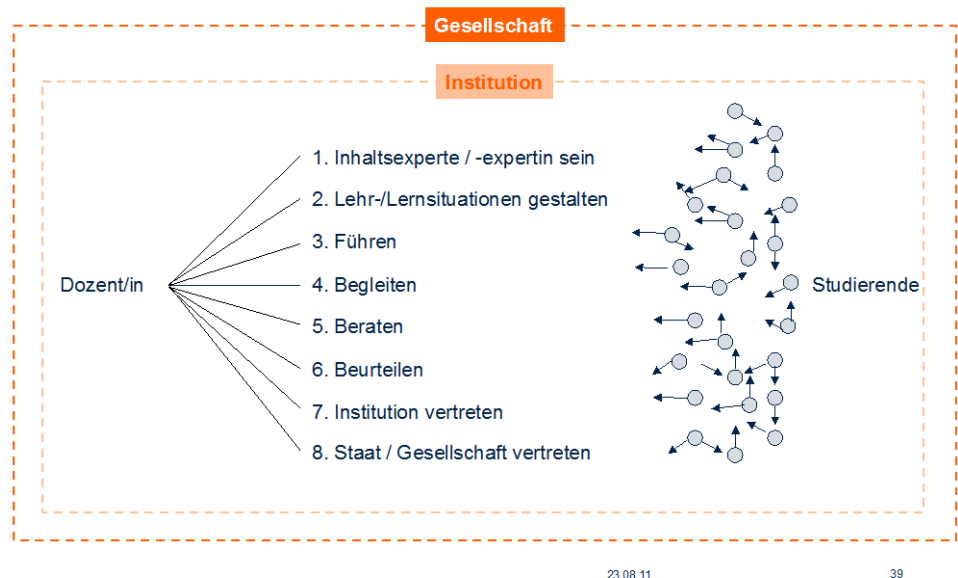 Gesellschaft
Institution
1. Inhaltsexperte / -expertin sein
2. Lehr-/Lernsituationen gestalten
3. Führen
Dozent/in
4. Begleiten
Studierende
5. Beraten
6. Beurteilen
7. Institution vertreten
8. Staat / Gesellschaft vertreten
23.08.11
39